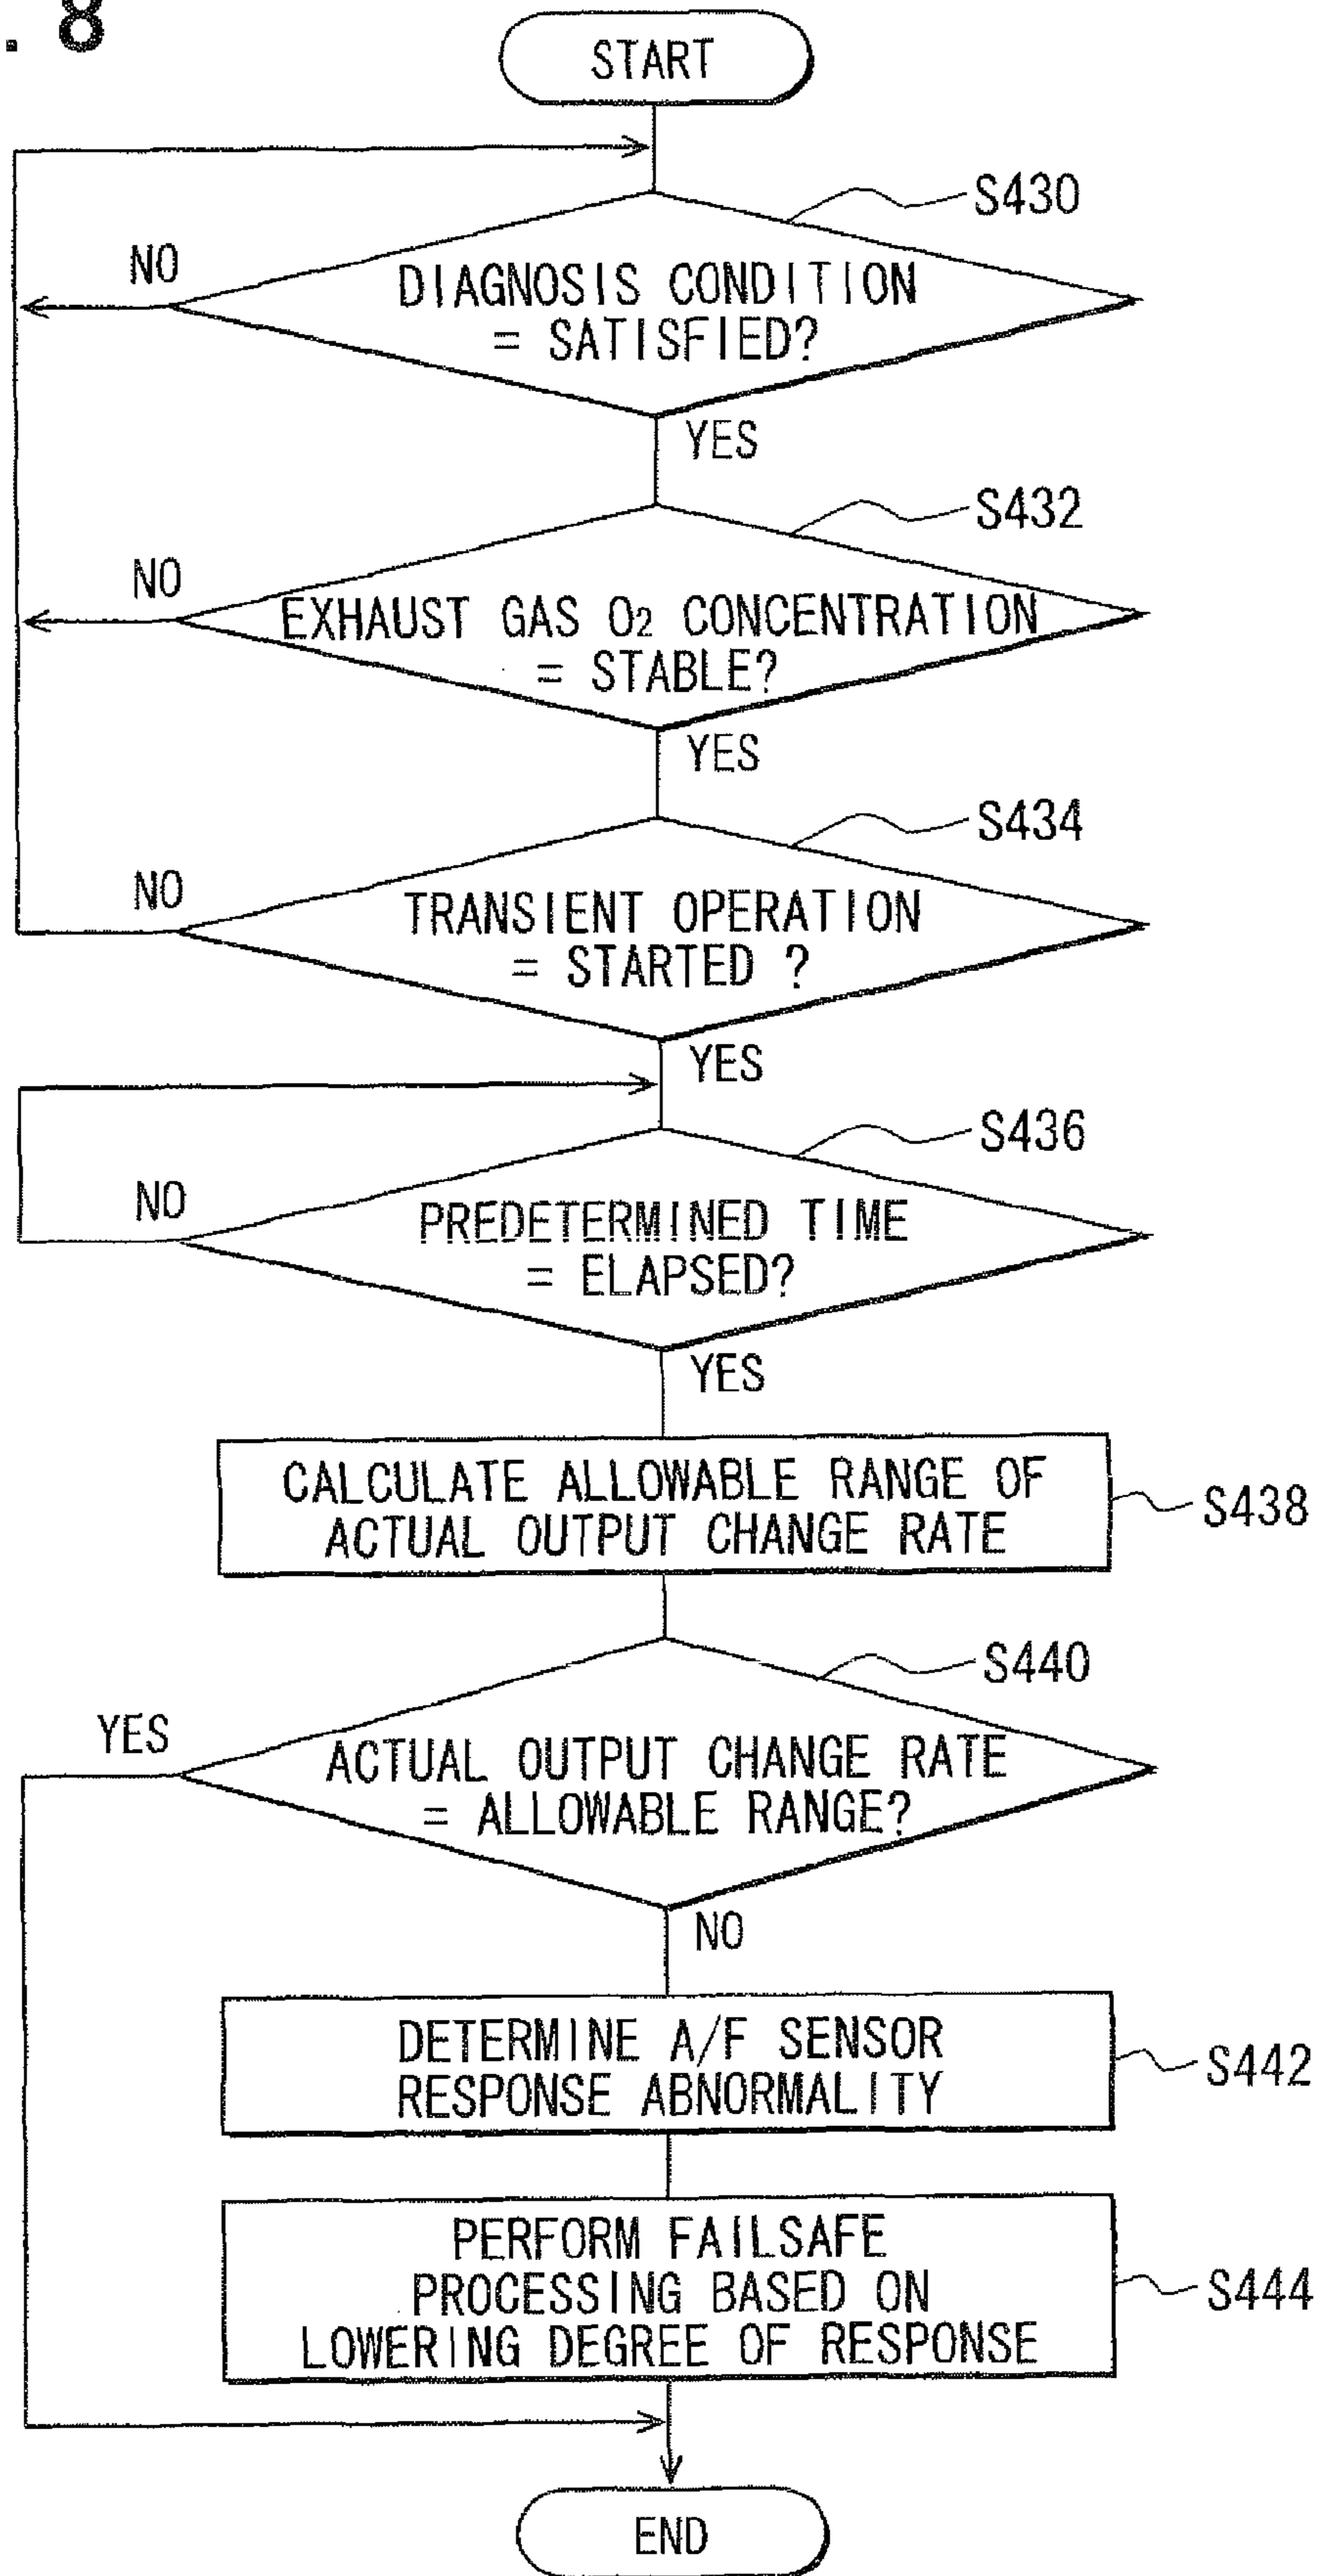 . 8
START
S430
NO
DIAGNOSIS CONDITION
= SATISFIED?
YES
S432
NO
EXHAUST GAS O2 CONCENTRATION
= STABLE?
YES
S434
NO
TRANSIENT OPERATION
= STARTED ?
YES
S436
NO
PREDETERMINED TIME
= ELAPSED?
YES
CALCULATE ALLOWABLE RANGE OF
ACTUAL OUTPUT CHANGE RATE
S438
S440
YES
ACTUAL OUTPUT CHANGE RATE
= ALLOWABLE RANGE?
NO
DETERMINE A/F SENSOR
RESPONSE ABNORMALITY
S442
PERFORM FAILSAFE
PROCESSING BASED ON
LOWERING DEGREE OF RESPONSE
S444
END